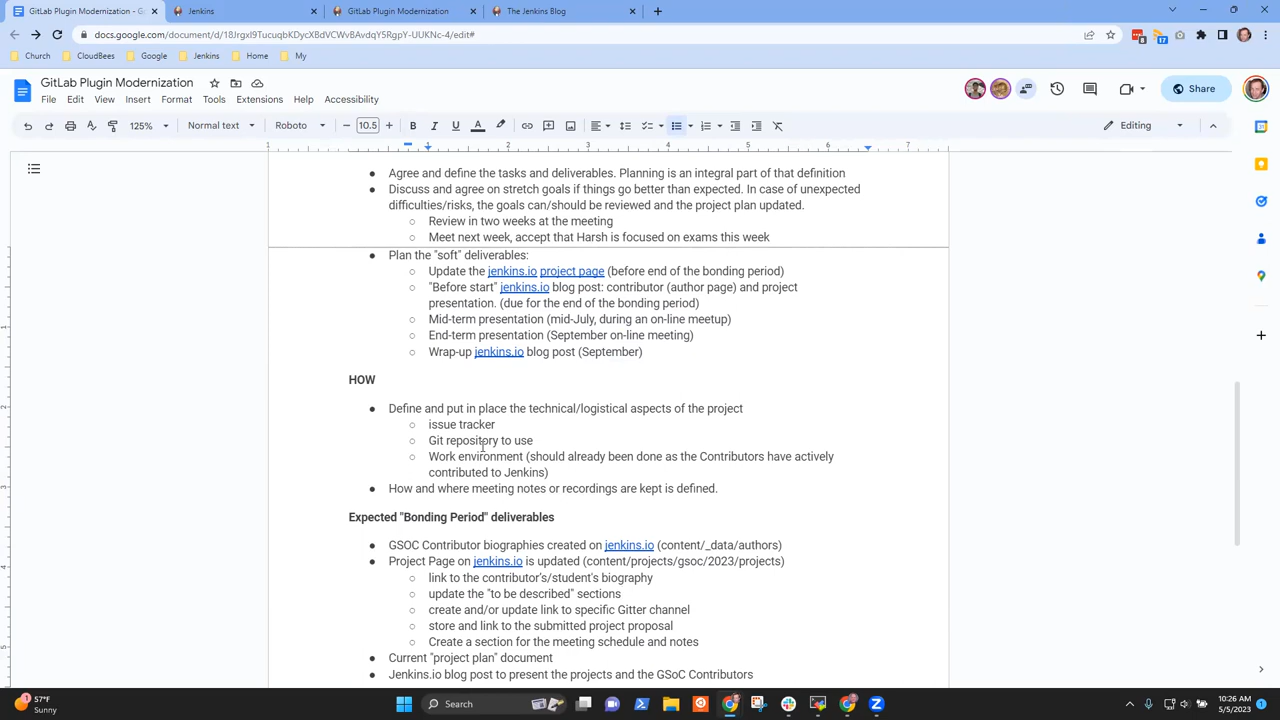 GitLab Plugin Modernization - G
Jenkins
GitLab Plugin Modernization
The Jenkins Blog
docs.google.com/document/d/18JrgxI9TucuqbKDycXBdVCWvBAvdqY5RgpY-UUKNc-4/edit#
Church
CloudBees
Google
Jenkins
Home
My
GitLab Plugin Modernization
File Edit View Insert Format Tools Extensions Help Accessibility
Share
125% Normal text Roboto 10.5 Editing
Agree and define the tasks and deliverables. Planning is an integral part of that definition
Discuss and agree on stretch goals if things go better than expected. In case of unexpected
difficulties/risks, the goals can/should be reviewed and the project plan updated.
Review in two weeks at the meeting
Meet next week, accept that Harsh is focused on exams this week
Plan the "soft" deliverables:
Update the jenkins.io project page (before end of the bonding period)
"Before start" jenkins.io blog post: contributor (author page) and project
presentation. (due for the end of the bonding period)
Mid-term presentation (mid-July, during an on-line meetup)
End-term presentation (September on-line meeting)
Wrap-up jenkins.io blog post (September)
HOW
Define and put in place the technical/logistical aspects of the project
issue tracker
Git repository to use
Work environment (should already been done as the Contributors have actively
contributed to Jenkins)
How and where meeting notes or recordings are kept is defined.
Expected "Bonding Period" deliverables
GSOC Contributor biographies created on jenkins.io (content/_data/authors)
Project Page on jenkins.io is updated (content/projects/gsoc/2023/projects)
link to the contributor's/student's biography
update the "to be described" sections
create and/or update link to specific Gitter channel
store and link to the submitted project proposal
Create a section for the meeting schedule and notes
Current "project plan" document
Jenkins.io blog post to present the projects and the GSoC Contributors
57°F
Sunny
Search
10:26 AM
5/5/2023